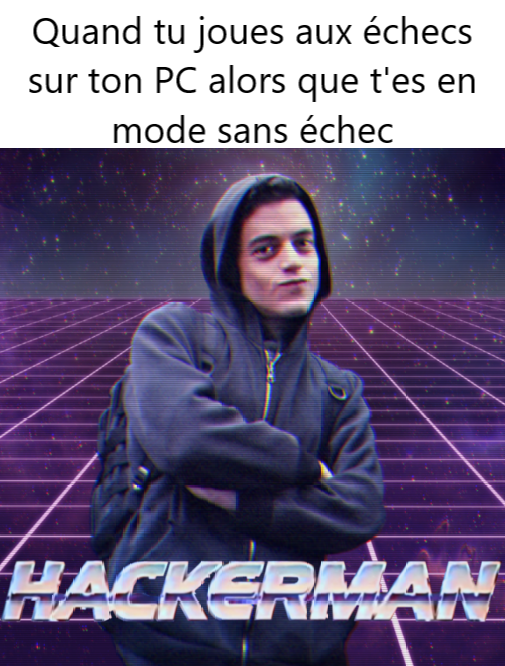 Quand tu joues aux échecs
sur ton PC alors que t'es en
mode sans échec
HACKERMAN